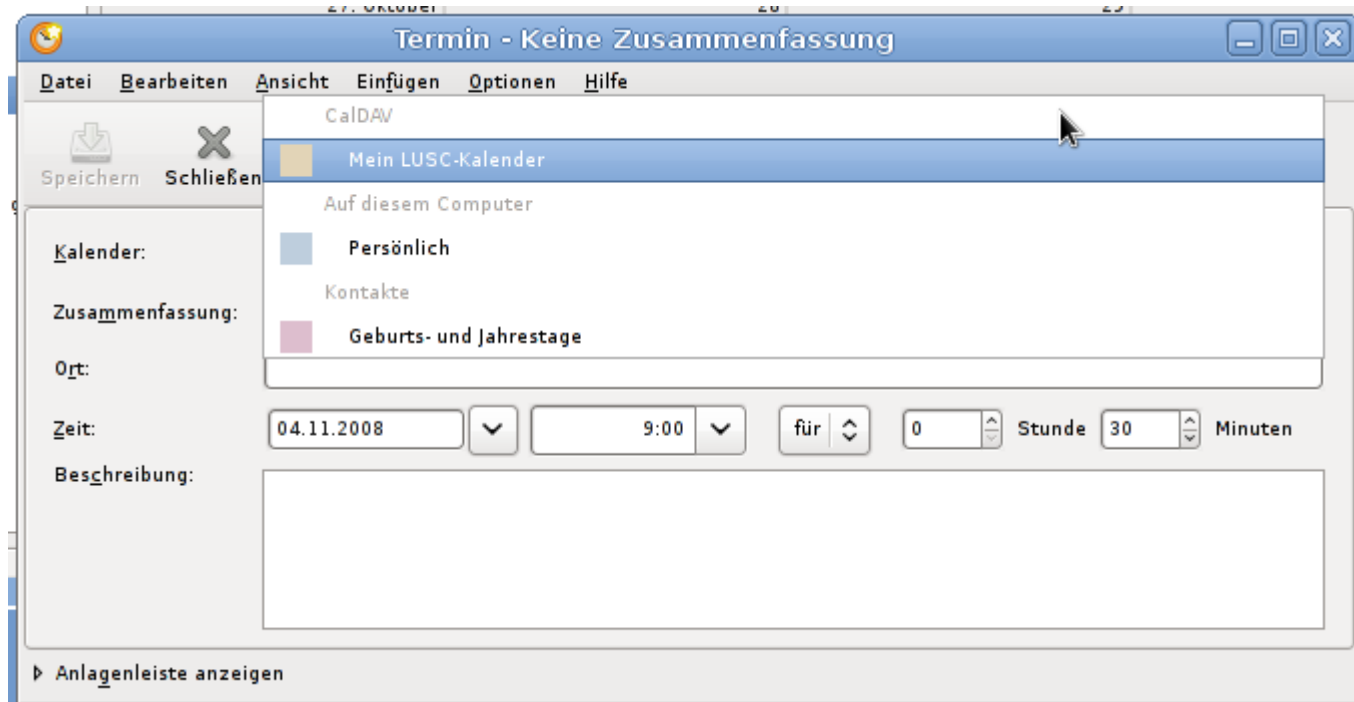 Termin - Keine Zusammenfassung
Datei Bearbeiten Ansicht Einfügen Optionen Hilfe
CalDAV
Mein LUSC-Kalender
Speichern Schließen
Auf diesem Computer
Kalender:
Persönlich
Kontakte
Zusammenfassung:
Geburts- und Jahrestage
Ort:
Zeit: 04.11.2008 9:00 für 0 Stunde 30 Minuten
Beschreibung:
Anlagenleiste anzeigen